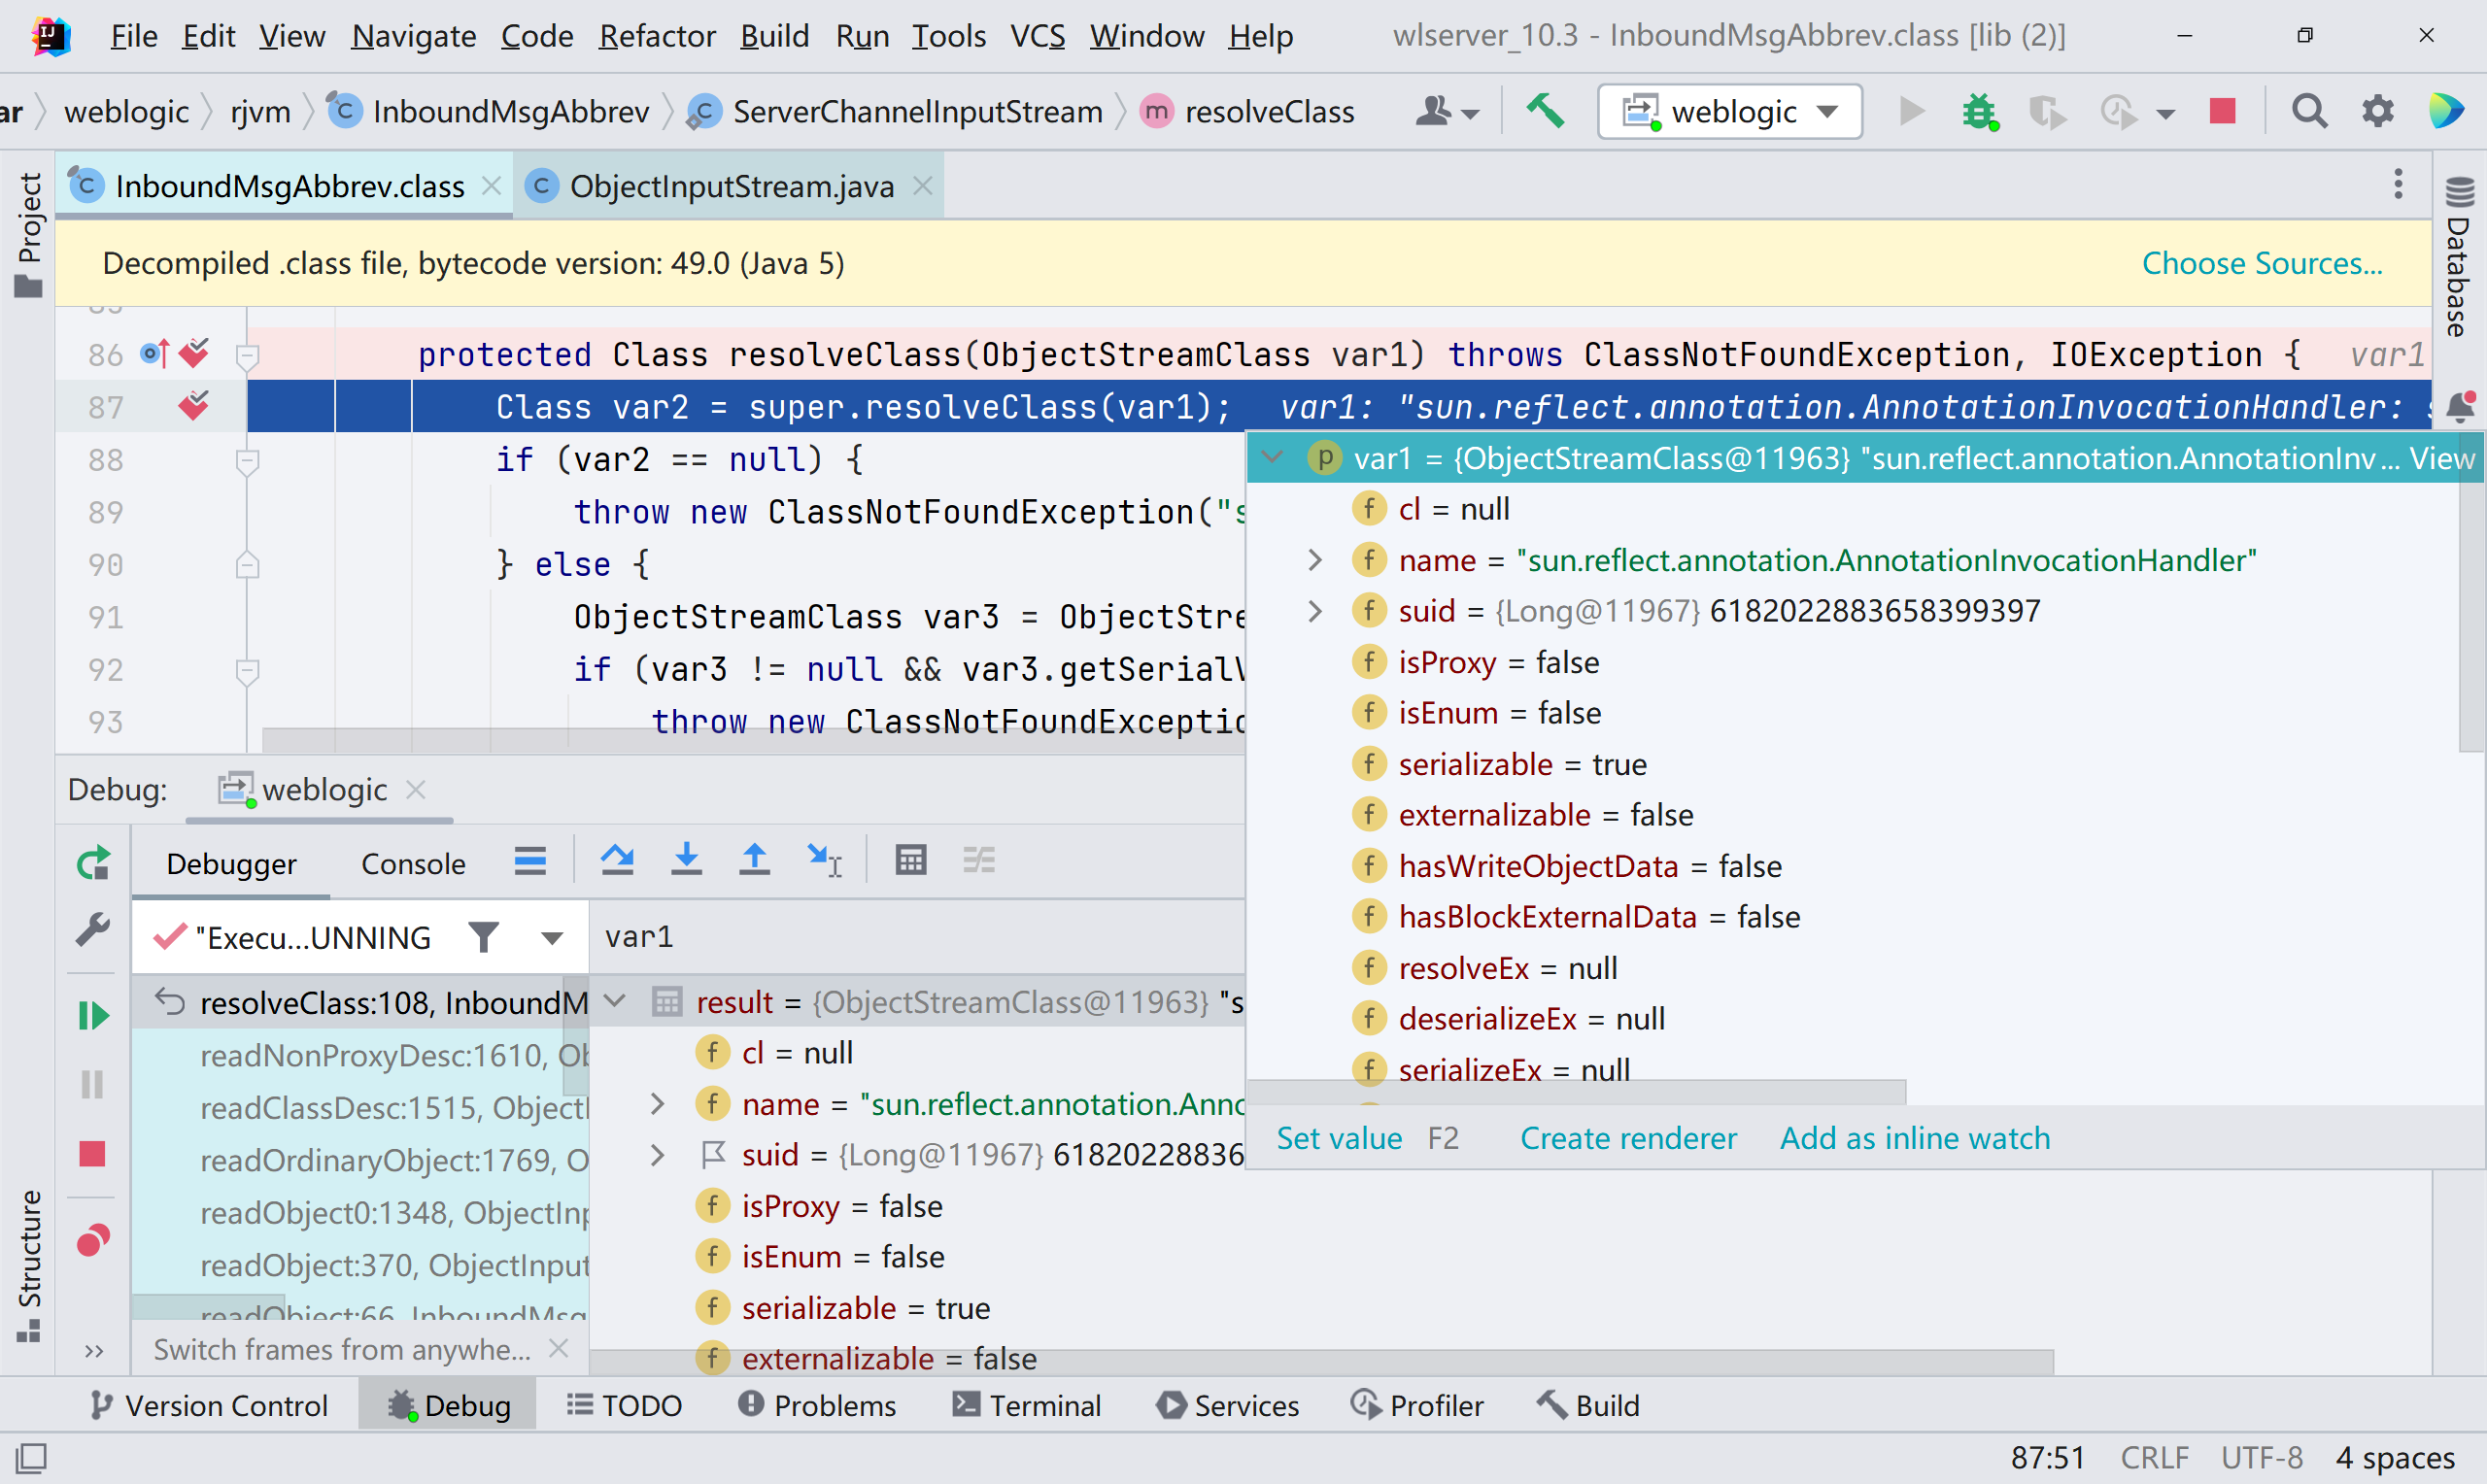 File Edit View Navigate Code Refactor Build Run Tools VCS Window Help wlserver_10.3 - InboundMsgAbbrev.class [lib (2)]
ar weblogic rjvm InboundMsgAbbrev ServerChannelInputStream resolveClass weblogic
Project
InboundMsgAbbrev.class ObjectInputStream.java
Database
Decompiled .class file, bytecode version: 49.0 (Java 5) Choose Sources...
86 protected Class resolveClass(ObjectStreamClass var1) throws ClassNotFoundException, IOException { var1
87 Class var2 = super.resolveClass(var1); var1: "sun.reflect.annotation.AnnotationInvocationHandler:
88 if (var2 == null) {
89 throw new ClassNotFoundException("s
90 } else {
91 ObjectStreamClass var3 = ObjectStre
92 if (var3 != null && var3.getSerialV
93 throw new ClassNotFoundExceptio
var1 = {ObjectStreamClass@11963} "sun.reflect.annotation.AnnotationInv ... View
cl = null
name = "sun.reflect.annotation.AnnotationInvocationHandler"
suid = {Long@11967} 6182022883658399397
isProxy = false
isEnum = false
serializable = true
externalizable = false
hasWriteObjectData = false
hasBlockExternalData = false
resolveEx = null
deserializeEx = null
serializeEx = null
Set value F2 Create renderer Add as inline watch
Debug: weblogic
Debugger Console
"Execu...UNNING
resolveClass:108, InboundM
readNonProxyDesc:1610, Ob
readClassDesc:1515, ObjectI
readOrdinaryObject:1769, O
readObject0:1348, ObjectInp
readObject:370, ObjectInput
readObject:66, InboundMsg
Switch frames from anywhe...
var1
result = {ObjectStreamClass@11963} "s
cl = null
name = "sun.reflect.annotation.Anno
suid = {Long@11967} 61820228836
isProxy = false
isEnum = false
serializable = true
externalizable = false
Structure
Version Control Debug TODO Problems Terminal Services Profiler Build
87:51 CRLF UTF-8 4 spaces